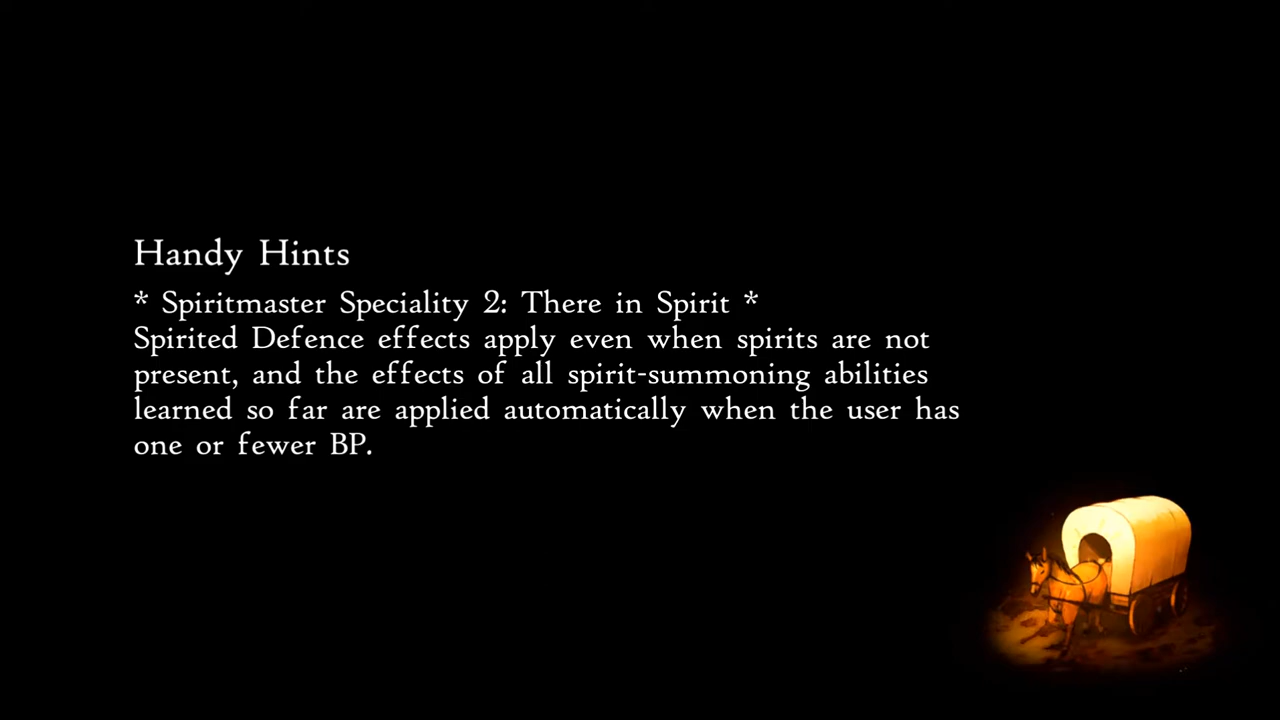 Handy Hints
* Spiritmaster Speciality 2: There in Spirit *
Spirited Defence effects apply even when spirits are not
present, and the effects of all spirit-summoning abilities
learned so far are applied automatically when the user has
one or fewer BP.